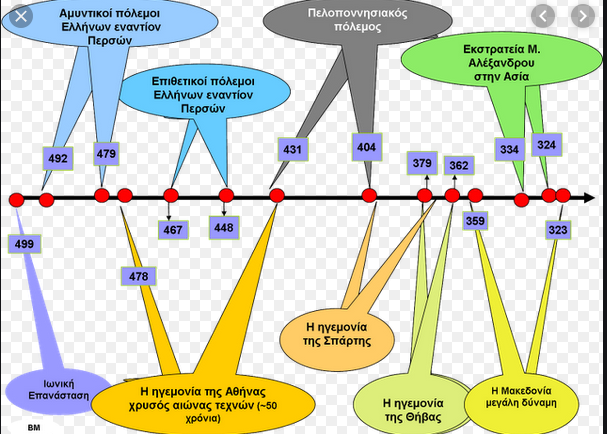 Αμυντικοί πόλεμοι
Ελλήνων εναντίον
Περσών
Πελοποννησιακός
πόλεμος
Εκστρατεία Μ.
Αλέξανδρου
στην Ασία
Επιθετικοί πόλεμοι
Ελλήνων εναντίον
Περσών
492
479
431
404
379
362
334
324
499
478
467
448
359
323
Η ηγεμονία
της Σπάρτης
Ιωνική
Επανάσταση
Η ηγεμονία της Αθήνας
χρυσός αιώνας τεχνών (~50
χρόνια)
Η ηγεμονία
της Θήβας
Η Μακεδονία
μεγάλη δύναμη
ΒΜ